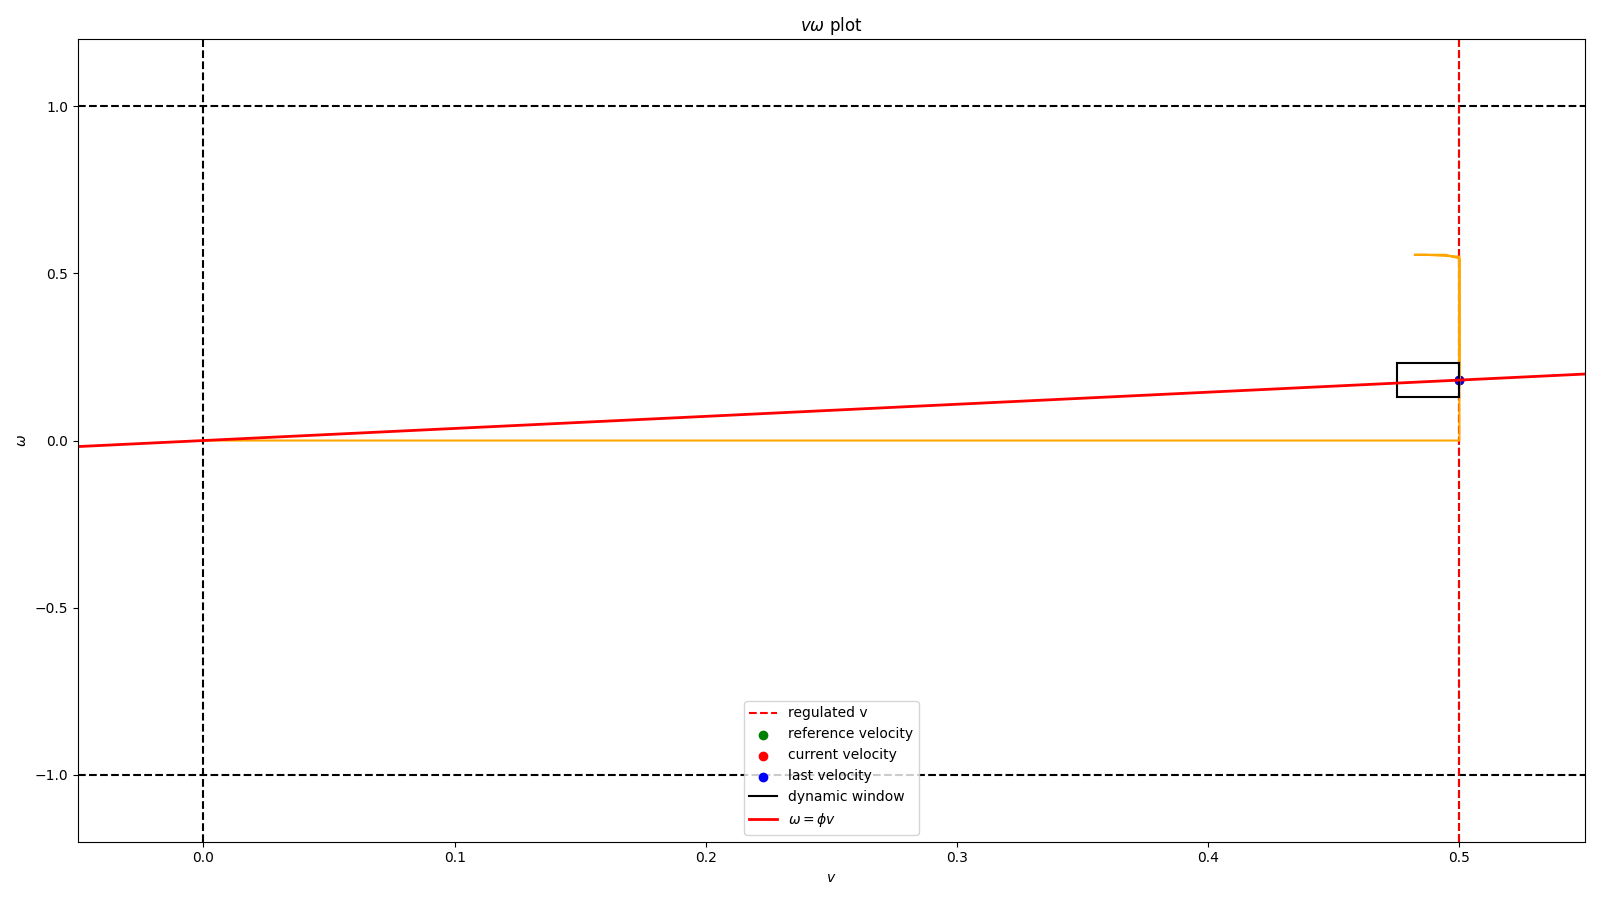 vω plot
1.0
0.5
0.0
−0.5
−1.0
ω
regulated v
reference velocity
current velocity
last velocity
dynamic window
ω = ϕv
0.0 0.1 0.2 0.3 0.4 0.5
v